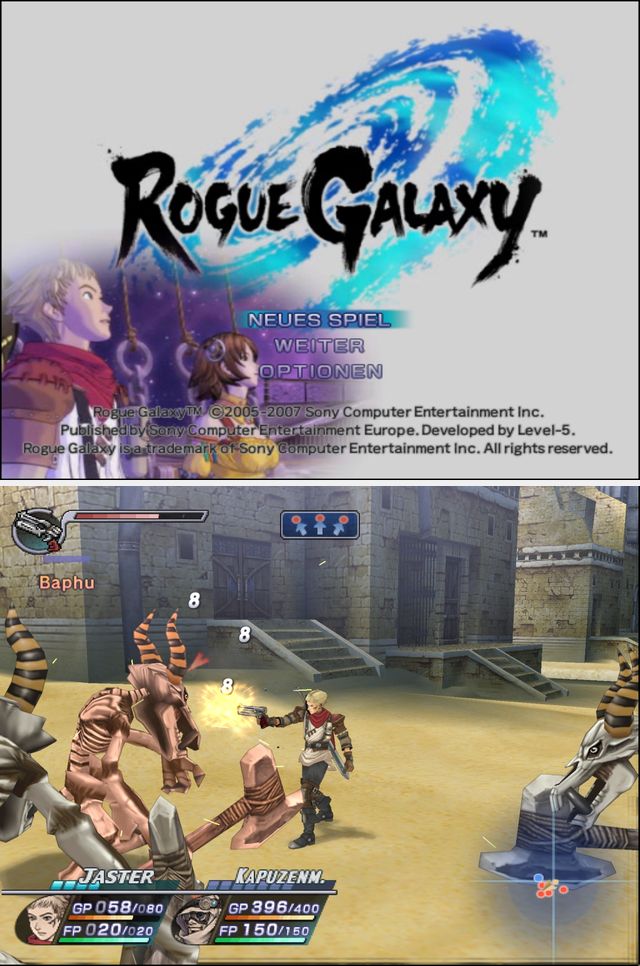 ROGUE GALAXY™
NEUES SPIEL
WEITER
OPTIONEN
Rogue Galaxy™ ©2005-2007 Sony Computer Entertainment Inc.
Published by Sony Computer Entertainment Europe. Developed by Level-5.
Rogue Galaxy is a trademark of Sony Computer Entertainment Inc. All rights reserved.
Baphu
8
8
8
JASTER KAPUZENM.
GP 058/080 GP 396/400
FP 020/020 FP 150/150